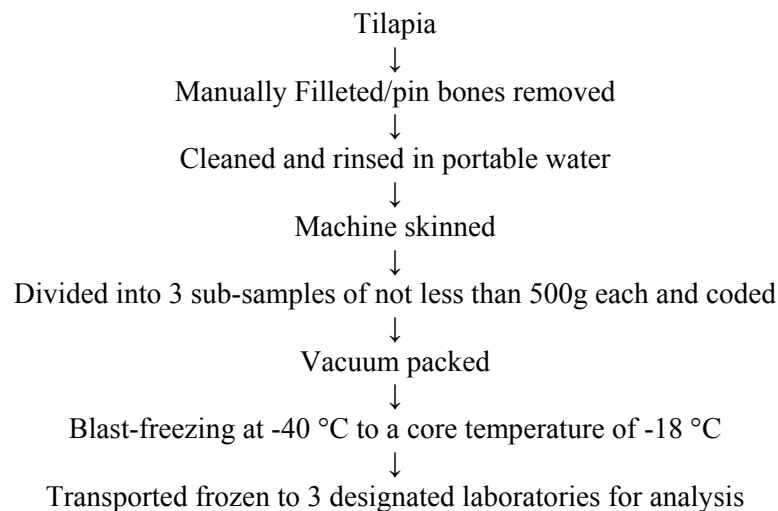 Tilapia
↓
Manually Filleted/pin bones removed
↓
Cleaned and rinsed in portable water
↓
Machine skinned
↓
Divided into 3 sub-samples of not less than 500g each and coded
↓
Vacuum packed
↓
Blast-freezing at -40 °C to a core temperature of -18 °C
↓
Transported frozen to 3 designated laboratories for analysis